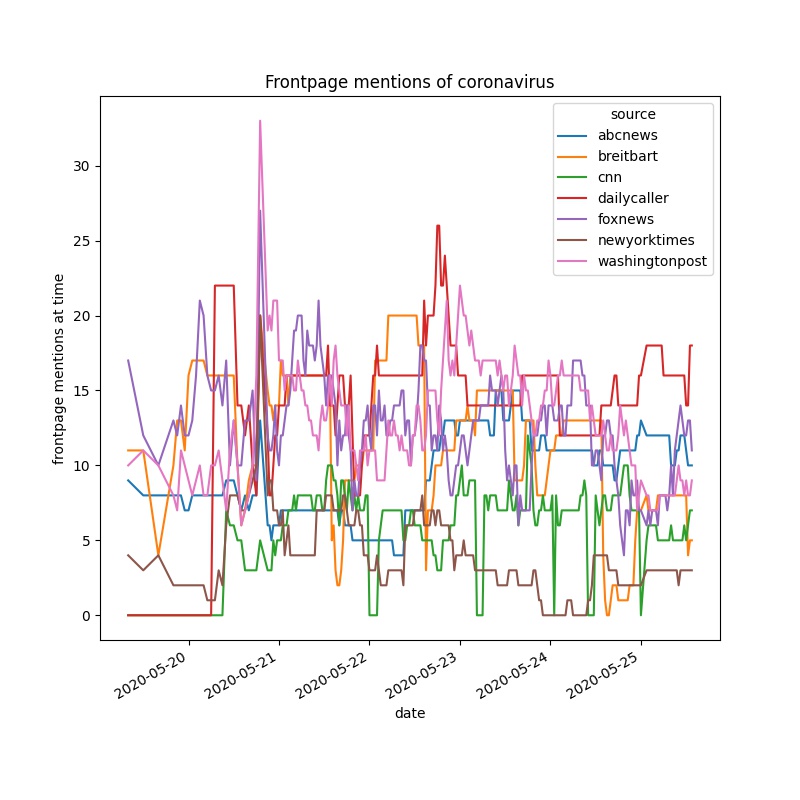 Frontpage mentions of coronavirus
source
abcnews
breitbart
cnn
dailycaller
foxnews
newyorktimes
washingtonpost
frontpage mentions at time
30
25
20
15
10
5
0
2020-05-20
2020-05-21
2020-05-22
2020-05-23
2020-05-24
2020-05-25
date